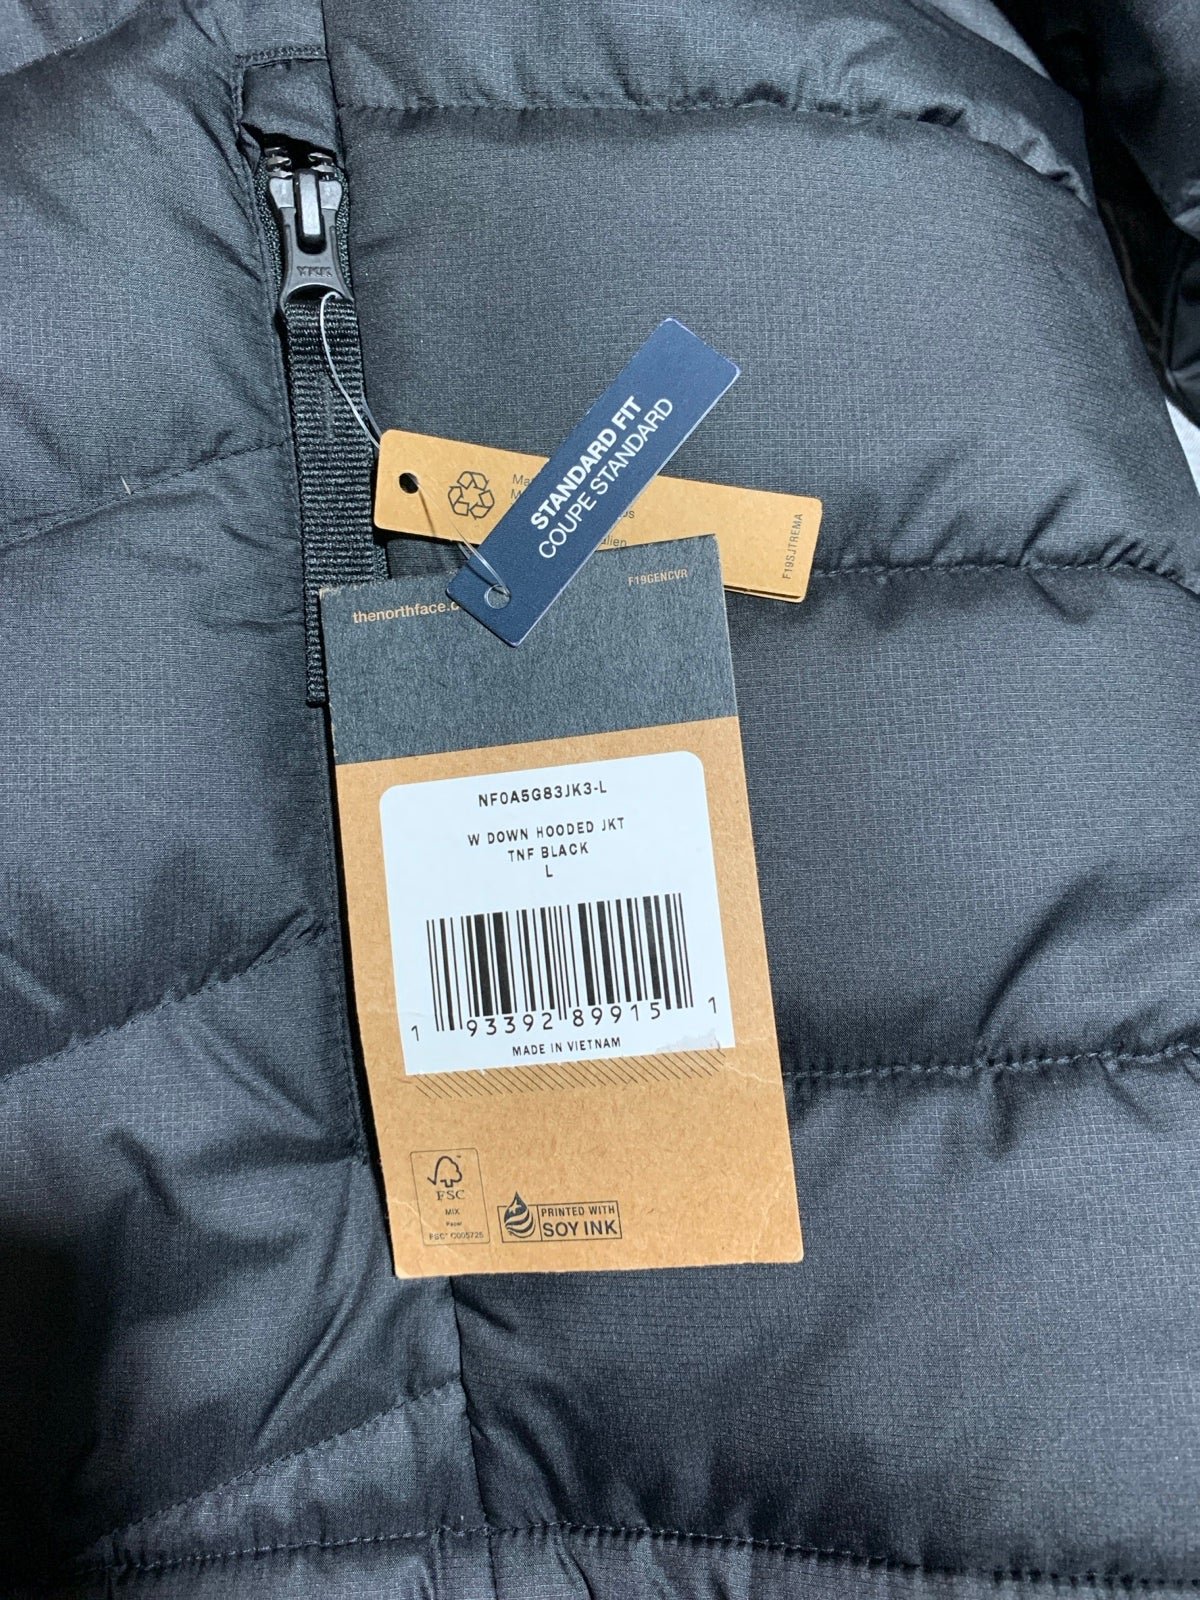 YKK
STANDARD FIT
COUPE STANDARD
F19SJTREMA
F19GENCVR
thenorthface.c
NF0A5G83JK3-L
W DOWN HOODED JKT
TNF BLACK
L
1 93392 89915 1
MADE IN VIETNAM
FSC
MIX
Paper
FSC® C005725
PRINTED WITH
SOY INK